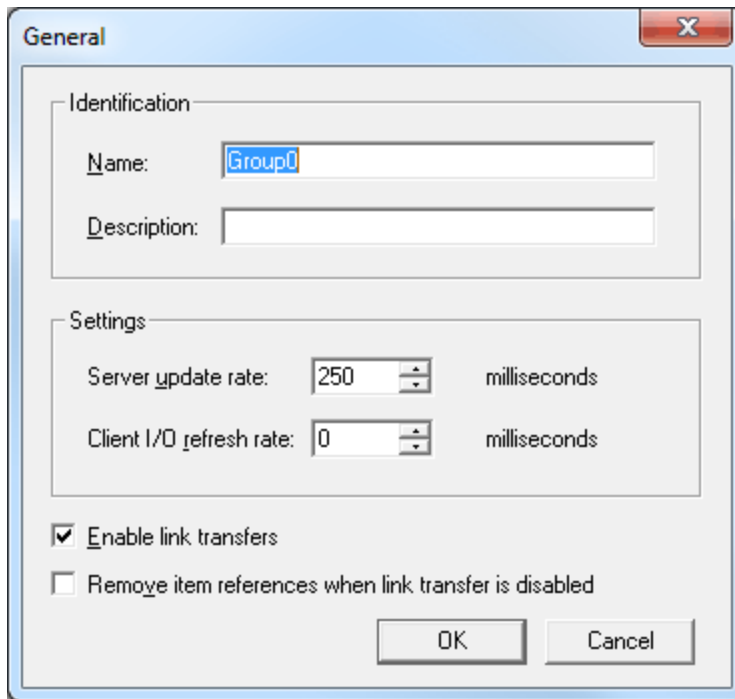 General
Identification
Name: Group0
Description:
Settings
Server update rate: 250 milliseconds
Client I/O refresh rate: 0 milliseconds
Enable link transfers
Remove item references when link transfer is disabled
OK Cancel